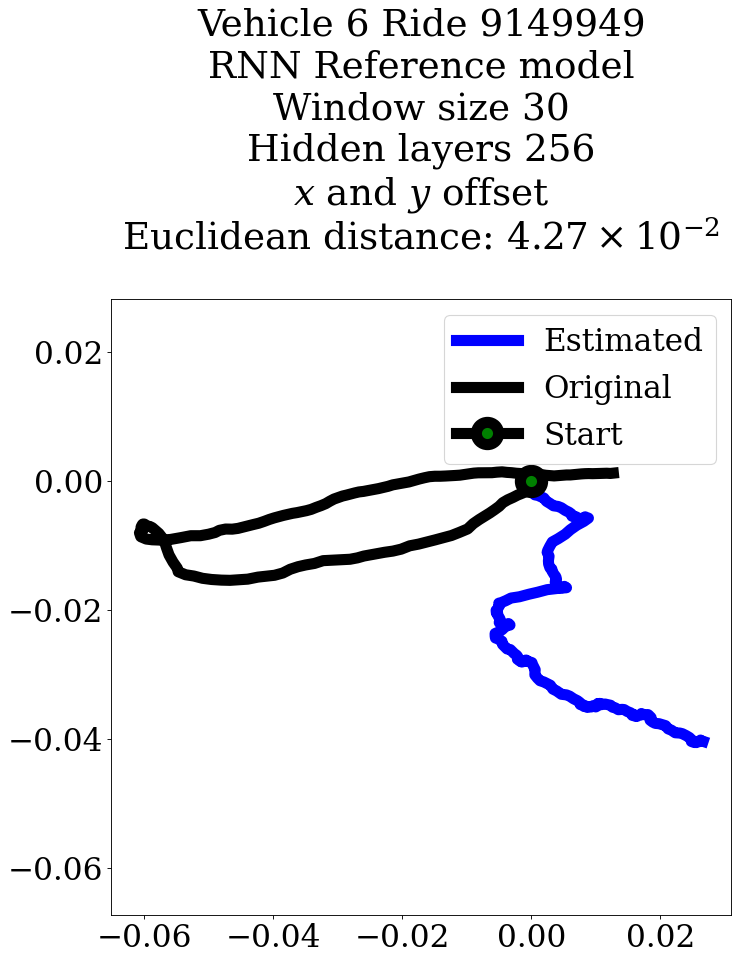 Vehicle 6 Ride 9149949
RNN Reference model
Window size 30
Hidden layers 256
x and y offset
Euclidean distance: 4.27 × 10⁻²
Estimated
Original
Start
0.02
0.00
−0.02
−0.04
−0.06
−0.06 −0.04 −0.02 0.00 0.02